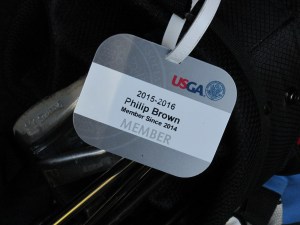 USGA
2015-2016
Philip Brown
Member Since 2014
MEMBER